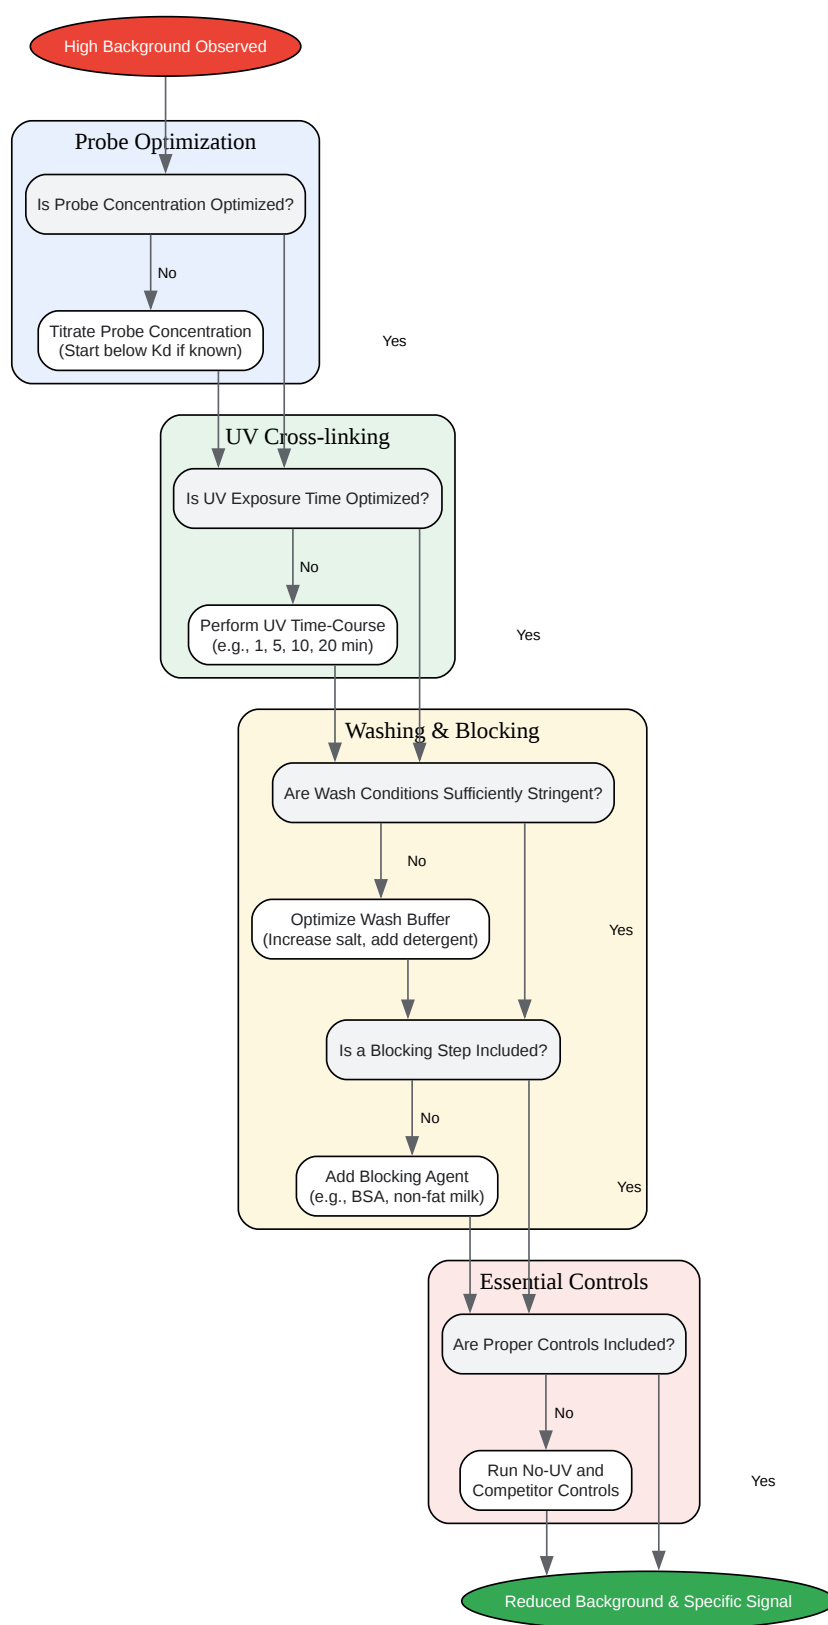 High Background Observed
Probe Optimization
Is Probe Concentration Optimized?
No
Titrate Probe Concentration
(Start below Kd if known)
Yes
UV Cross-linking
Is UV Exposure Time Optimized?
No
Perform UV Time-Course
(e.g., 1, 5, 10, 20 min)
Yes
Washing & Blocking
Are Wash Conditions Sufficiently Stringent?
No
Optimize Wash Buffer
(Increase salt, add detergent)
Yes
Is a Blocking Step Included?
No
Add Blocking Agent
(e.g., BSA, non-fat milk)
Yes
Essential Controls
Are Proper Controls Included?
No
Run No-UV and
Competitor Controls
Yes
Reduced Background & Specific Signal